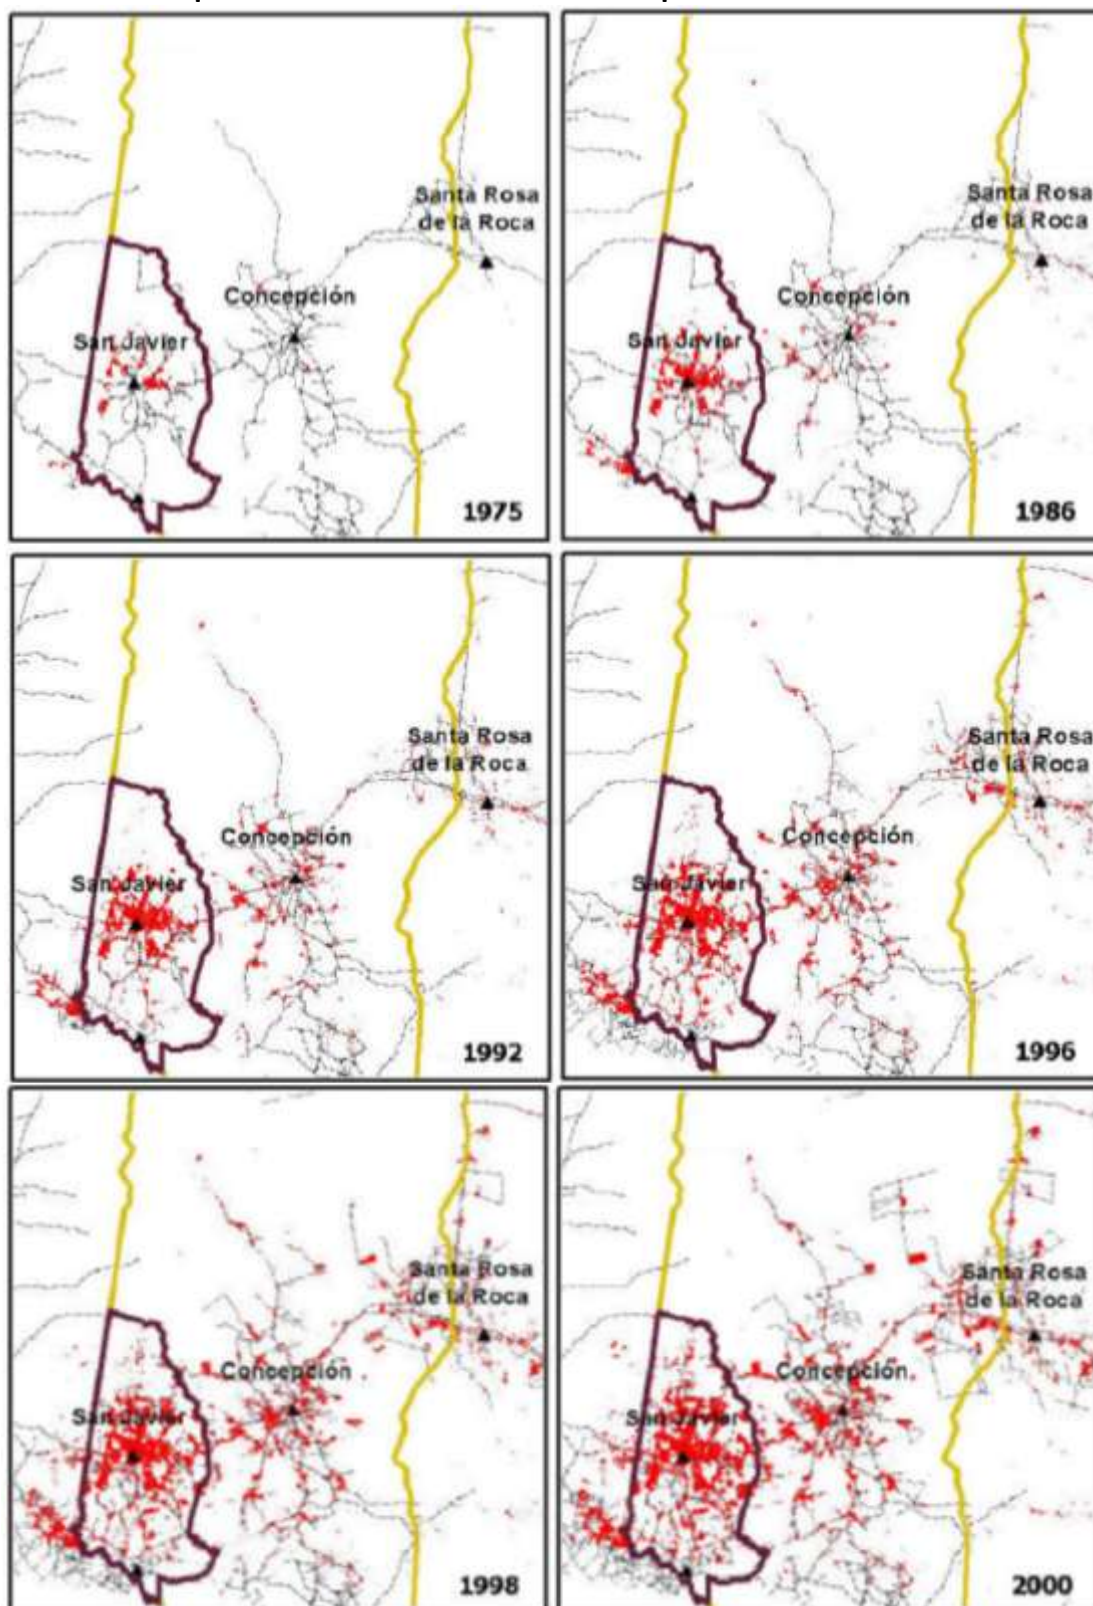 Santa Rosa
de la Roca
Concepción
San Javier
1975
Santa Rosa
de la Roca
Concepción
San Javier
1986
Santa Rosa
de la Roca
Concepción
San Javier
1992
Santa Rosa
de la Roca
Concepción
San Javier
1996
Santa Rosa
de la Roca
Concepción
San Javier
1998
Santa Rosa
de la Roca
Concepción
San Javier
2000